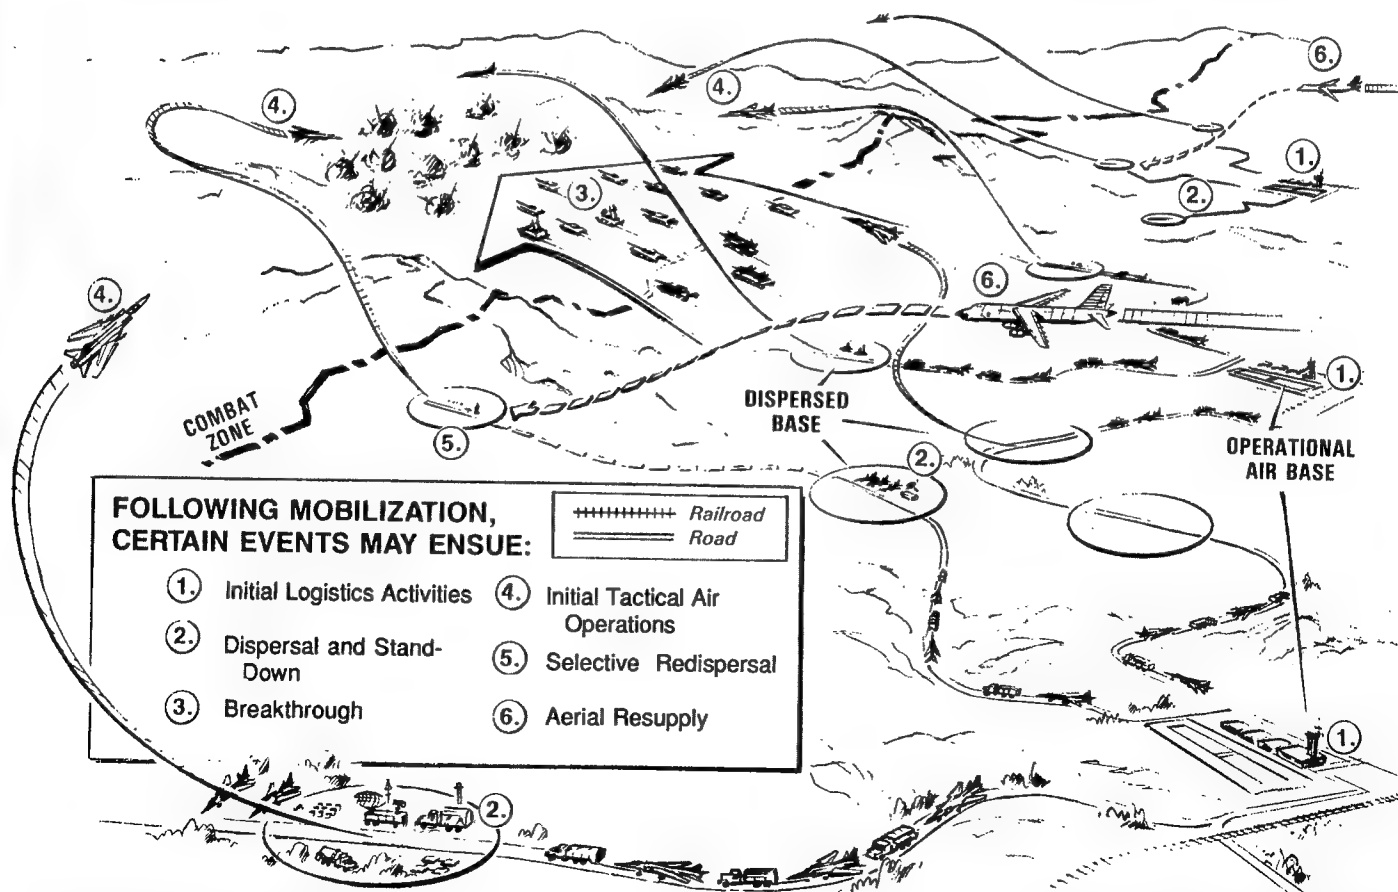 4.
6.
4.
1.
3.
2.
4.
6.
1.
DISPERSED
BASE
COMBAT
ZONE
5.
OPERATIONAL
AIR BASE
2.
FOLLOWING MOBILIZATION,
CERTAIN EVENTS MAY ENSUE:
Railroad
Road
1. Initial Logistics Activities
2. Dispersal and Stand-
Down
3. Breakthrough
4. Initial Tactical Air
Operations
5. Selective Redispersal
6. Aerial Resupply
1.
2.